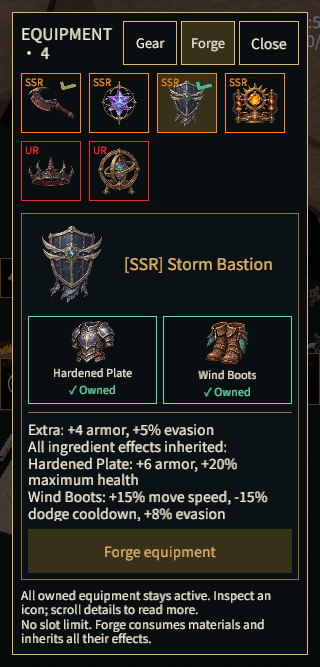 EQUIPMENT
· 4
Gear
Forge
Close
SSR
SSR
SSR
SSR
UR
UR
[SSR] Storm Bastion
Hardened Plate
✓ Owned
Wind Boots
✓ Owned
Extra: +4 armor, +5% evasion
All ingredient effects inherited:
Hardened Plate: +6 armor, +20%
maximum health
Wind Boots: +15% move speed, -15%
dodge cooldown, +8% evasion
Forge equipment
All owned equipment stays active. Inspect an
icon; scroll details to read more.
No slot limit. Forge consumes materials and
inherits all their effects.